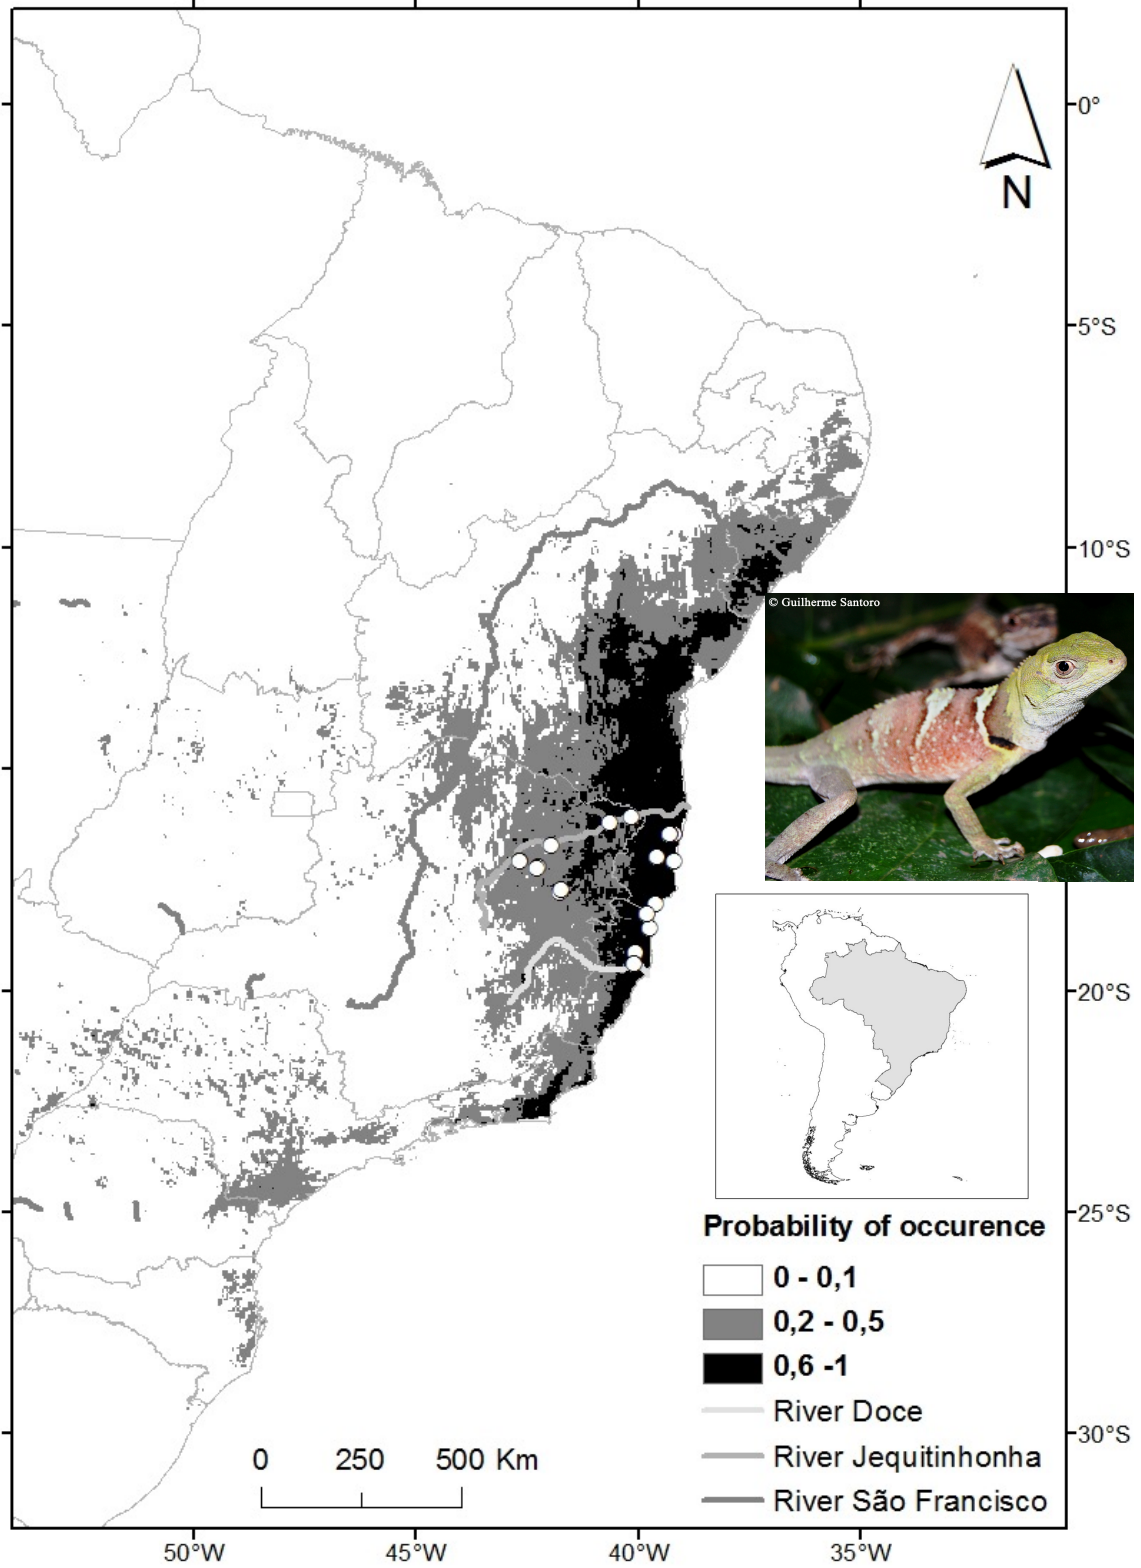 N
0°
5°S
10°S
© Guilherme Santoro
20°S
25°S
Probability of occurence
0 - 0,1
0,2 - 0,5
0,6 -1
River Doce
30°S
River Jequitinhonha
River São Francisco
0 250 500 Km
50°W 45°W 40°W 35°W